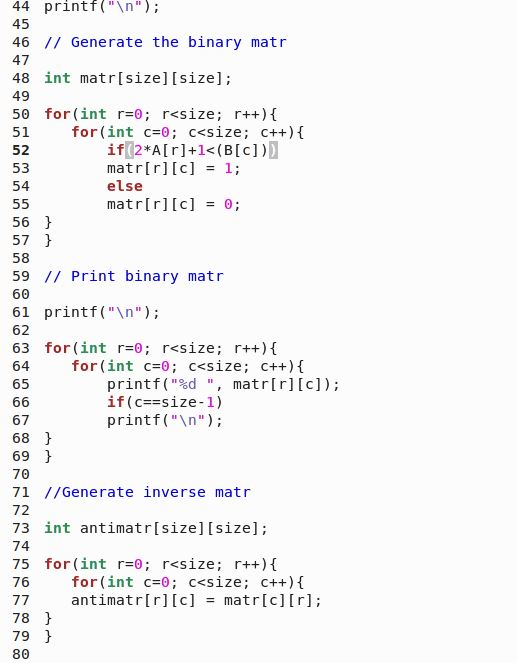 44 printf("\n");
45
46 // Generate the binary matr
47
48 int matr[size][size];
49
50 for(int r=0; r<size; r++){
51    for(int c=0; c<size; c++){
52        if(2*A[r]+1<(B[c]))
53        matr[r][c] = 1;
54        else
55        matr[r][c] = 0;
56 }
57 }
58
59 // Print binary matr
60
61 printf("\n");
62
63 for(int r=0; r<size; r++){
64    for(int c=0; c<size; c++){
65        printf("%d ", matr[r][c]);
66        if(c==size-1)
67        printf("\n");
68 }
69 }
70
71 //Generate inverse matr
72
73 int antimatr[size][size];
74
75 for(int r=0; r<size; r++){
76    for(int c=0; c<size; c++){
77    antimatr[r][c] = matr[c][r];
78 }
79 }
80